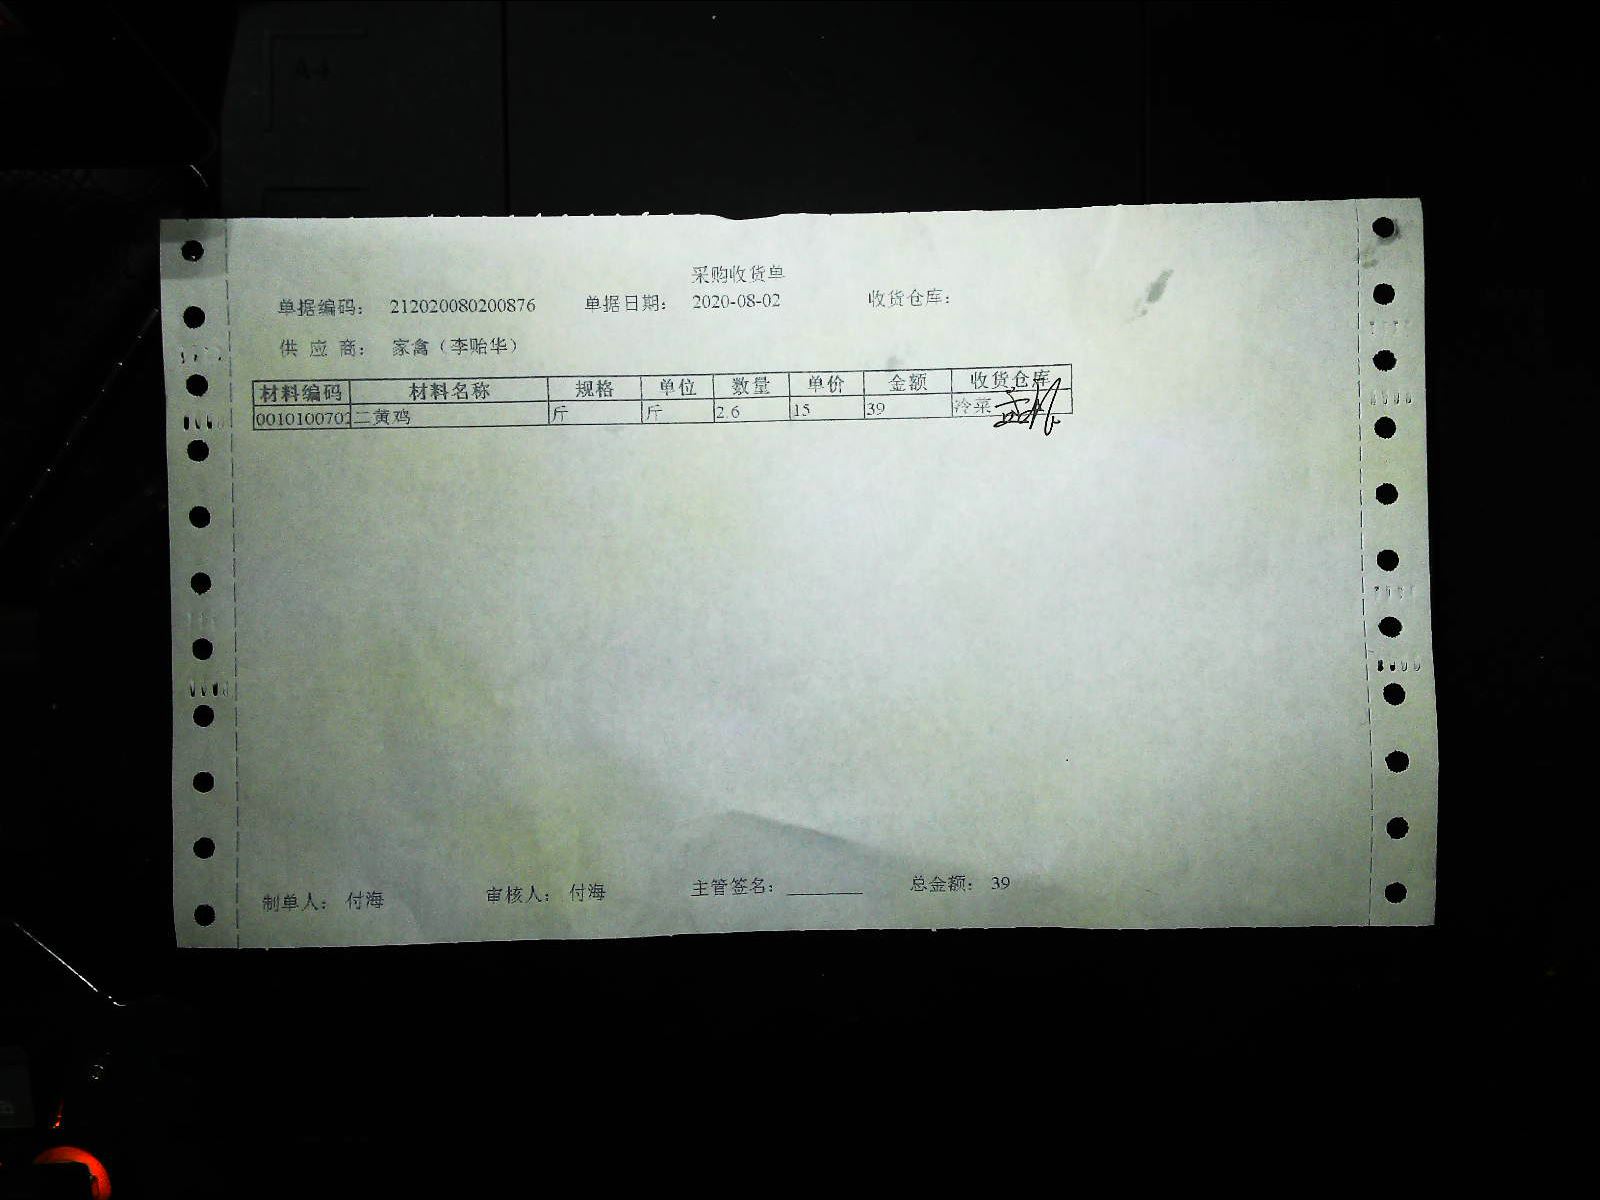 采购收货单
单据编码： 212020080200876 单据日期： 2020-08-02 收货仓库：
供 应 商： 家禽（李贻华）
材料编码 材料名称 规格 单位 数量 单价 金额 收货仓库
0010100702 二黄鸡 斤 斤 2.6 15 39 冷菜
制单人： 付海 审核人： 付海 主管签名： 总金额： 39